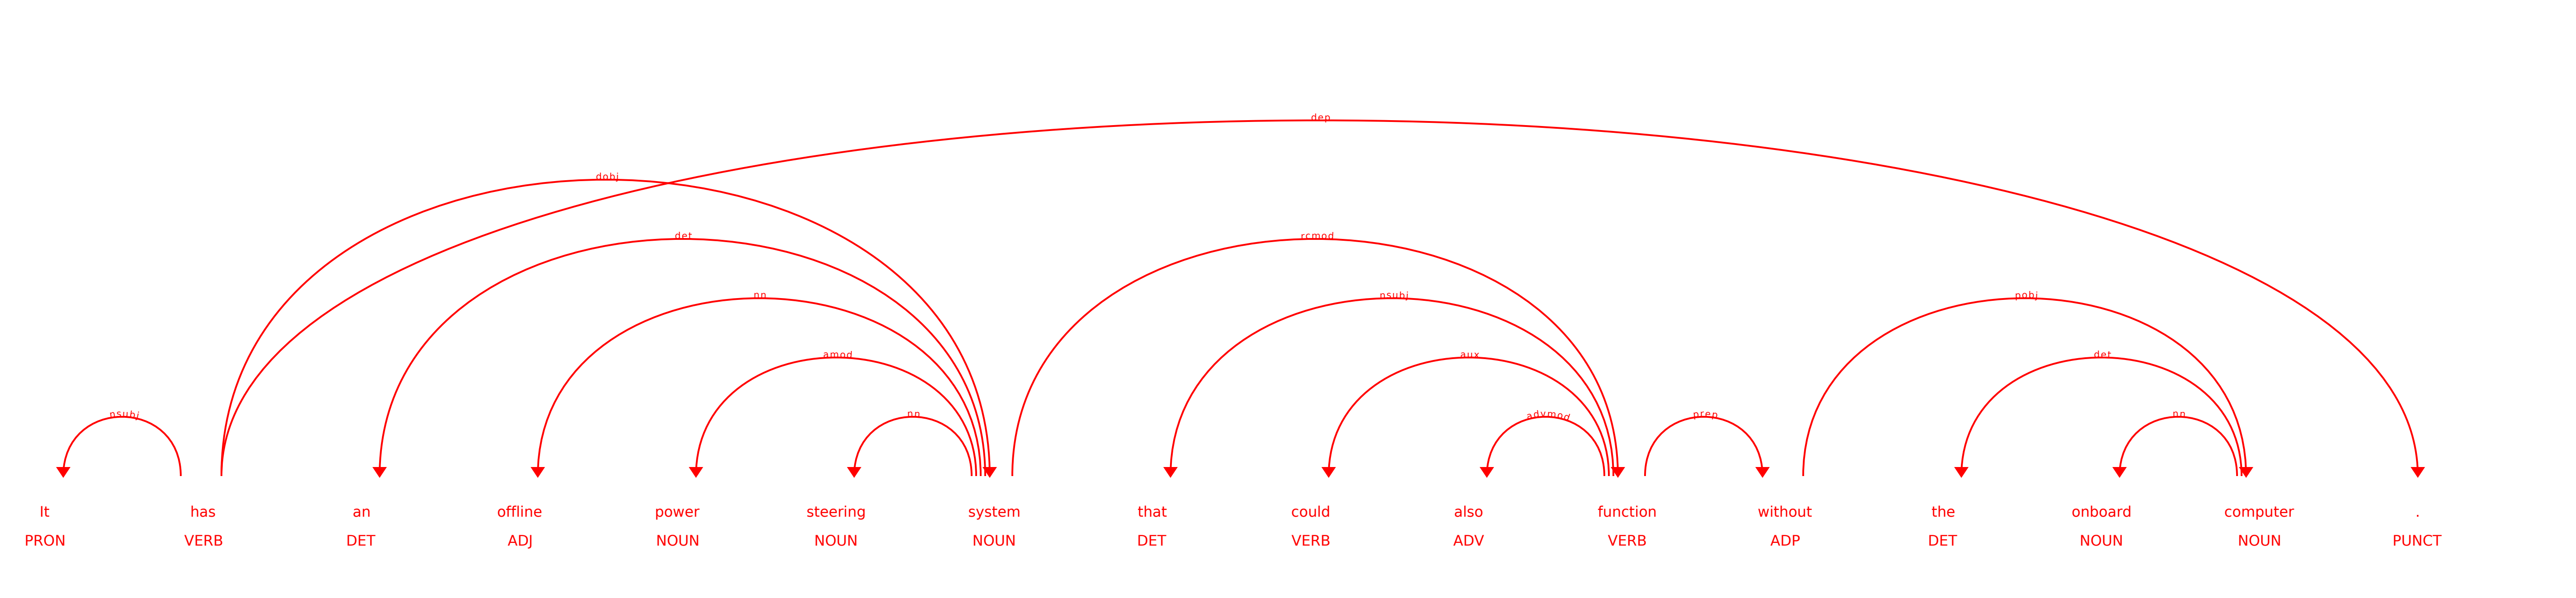 dep
dobj
det rcmod
nn nsubj pobj
amod aux det
nsubj nn advmod prep nn
It has an offline power steering system that could also function without the onboard computer .
PRON VERB DET ADJ NOUN NOUN NOUN DET VERB ADV VERB ADP DET NOUN NOUN PUNCT